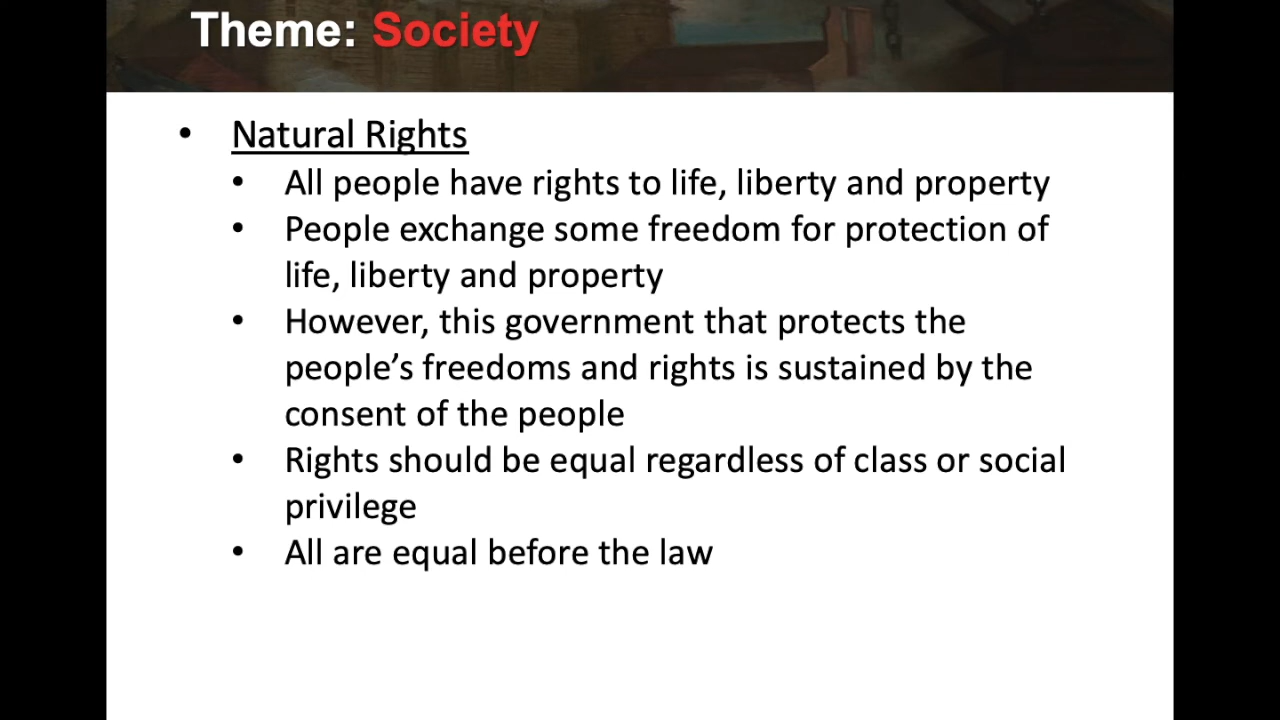 Theme: Society
• Natural Rights
• All people have rights to life, liberty and property
• People exchange some freedom for protection of
life, liberty and property
• However, this government that protects the
people’s freedoms and rights is sustained by the
consent of the people
• Rights should be equal regardless of class or social
privilege
• All are equal before the law